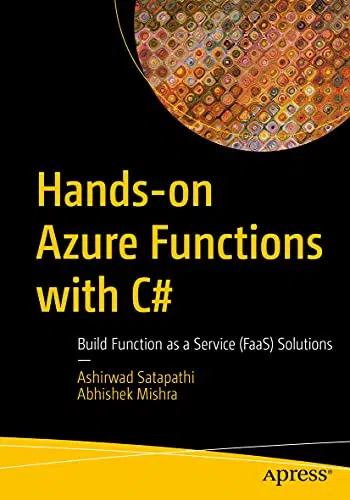 Hands-on
Azure Functions
with C#
Build Function as a Service (FaaS) Solutions
—
Ashirwad Satapathi
Abhishek Mishra
Apress®